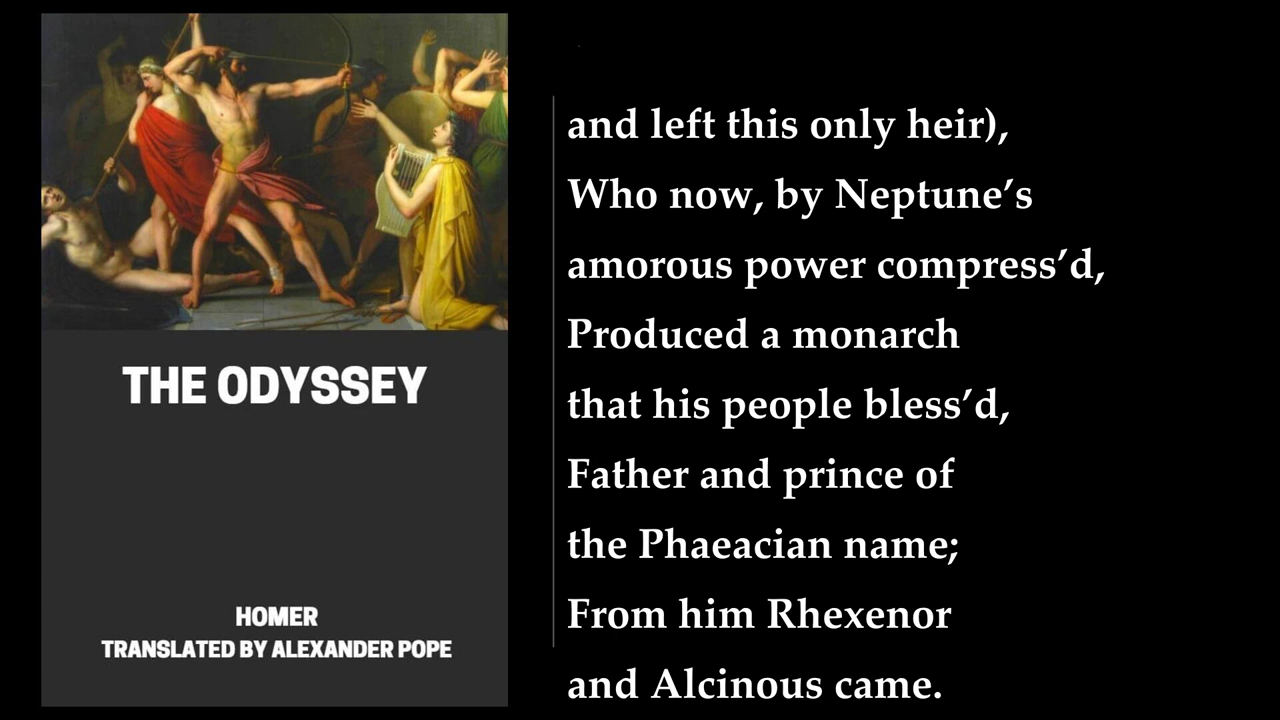 THE ODYSSEY
HOMER
TRANSLATED BY ALEXANDER POPE
and left this only heir),
Who now, by Neptune’s
amorous power compress’d,
Produced a monarch
that his people bless’d,
Father and prince of
the Phaeacian name;
From him Rhexenor
and Alcinous came.